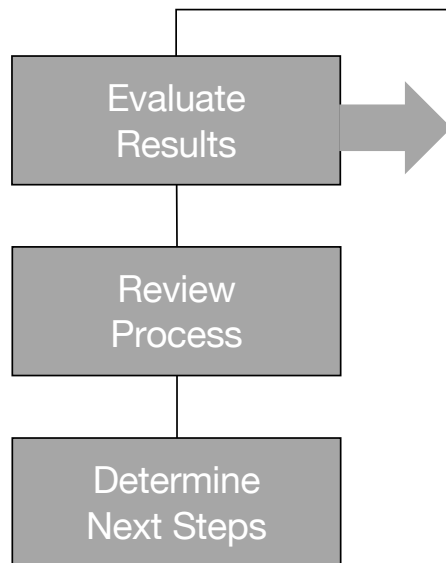 Evaluate
Results
Review
Process
Determine
Next Steps